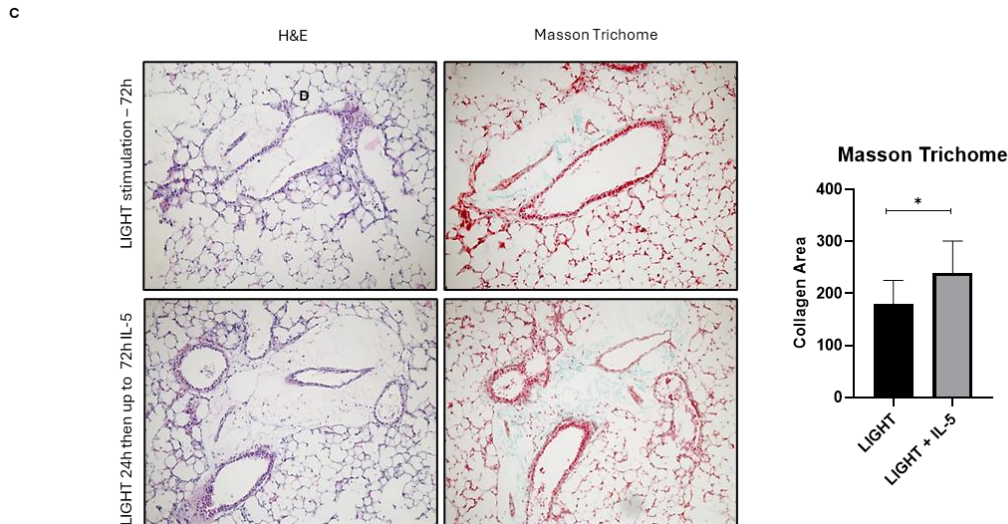 C
H&E
Masson Trichome
LIGHT stimulation – 72h
D
LIGHT 24h then up to 72h IL-5
Masson Trichome
Collagen Area
400
300
200
100
0
*
LIGHT
LIGHT + IL-5